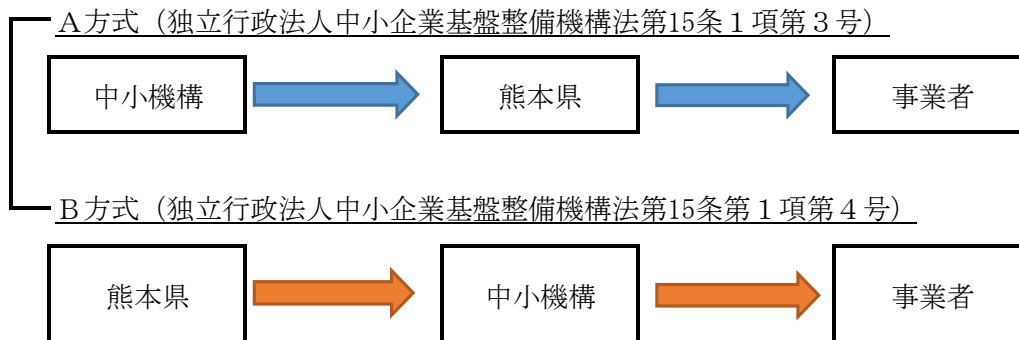 Ａ方式（独立行政法人中小企業基盤整備機構法第15条１項第３号）
中小機構 熊本県 事業者
Ｂ方式（独立行政法人中小企業基盤整備機構法第15条第１項第４号）
熊本県 中小機構 事業者